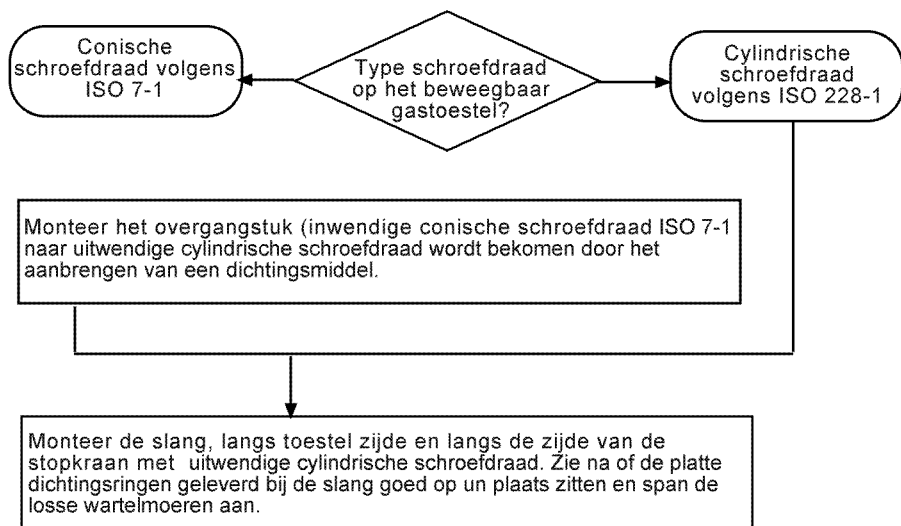 Conische
schroefdraad volgens
ISO 7-1
Type schroefdraad
op het beweegbaar
gastoestel?
Cylindrische
schroefdraad
volgens ISO 228-1
Monteer het overgangstuk (inwendige conische schroefdraad ISO 7-1
naar uitwendige cylindrische schroefdraad wordt bekomen door het
aanbrengen van een dichtingsmiddel.
Monteer de slang, langs toestel zijde en langs de zijde van de
stopkraan met uitwendige cylindrische schroefdraad. Zie na of de platte
dichtingsringen geleverd bij de slang goed op un plaats zitten en span de
losse wartelmoeren aan.